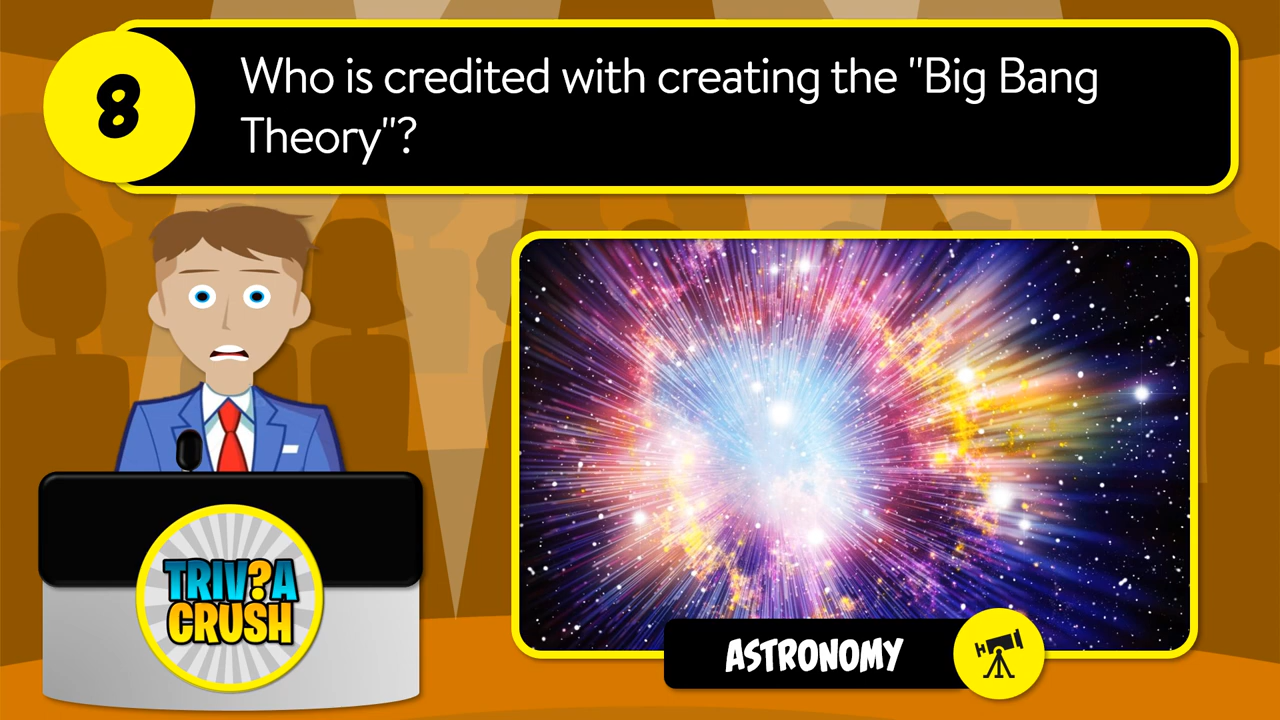 8
Who is credited with creating the "Big Bang
Theory"?
TRIV?A
CRUSH
ASTRONOMY